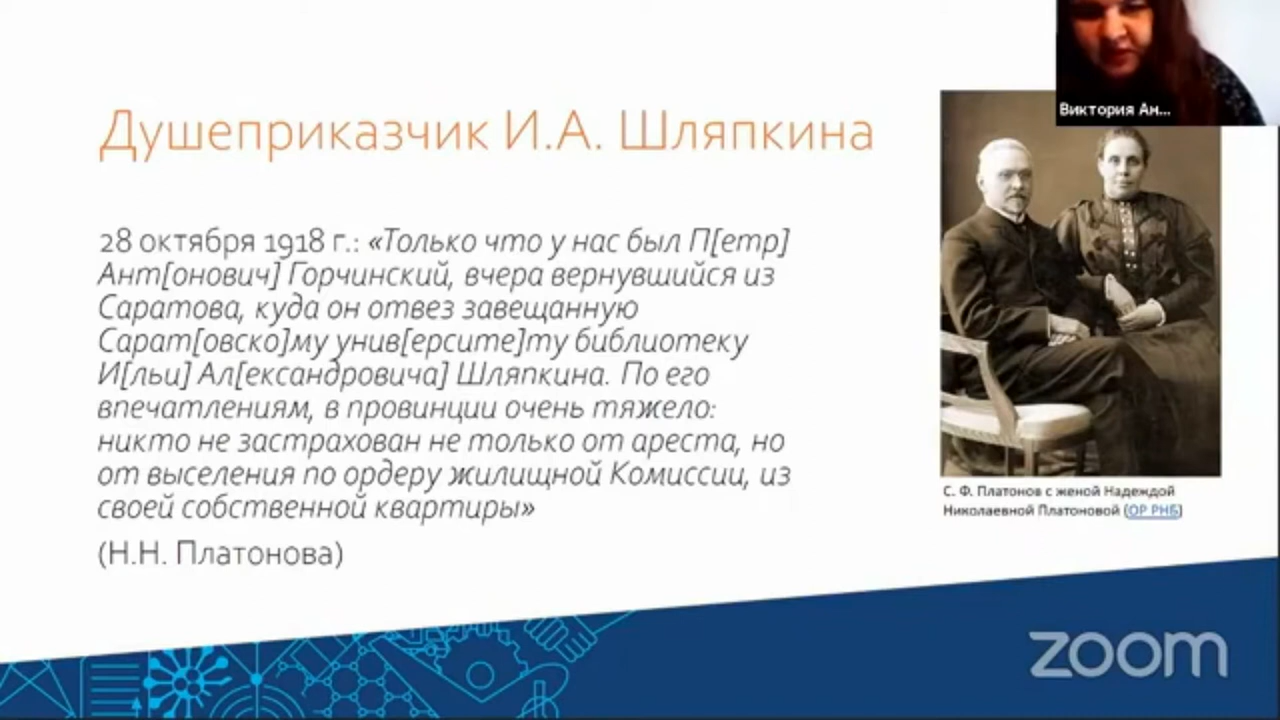 Виктория Ан...
Душеприказчик И.А. Шляпкина
28 октября 1918 г.: «Только что у нас был П[етр]
Ант[онович] Горчинский, вчера вернувшийся из
Саратова, куда он отвез завещанную
Сарат[овско]му унив[ерсите]ту библиотеку
И[льи] Ал[ександровича] Шляпкина. По его
впечатлениям, в провинции очень тяжело:
никто не застрахован не только от ареста, но
от выселения по ордеру жилищной Комиссии, из
своей собственной квартиры»
(Н.Н. Платонова)
С. Ф. Платонов с женой Надеждой
Николаевной Платоновой (ОР РНБ)
zoom